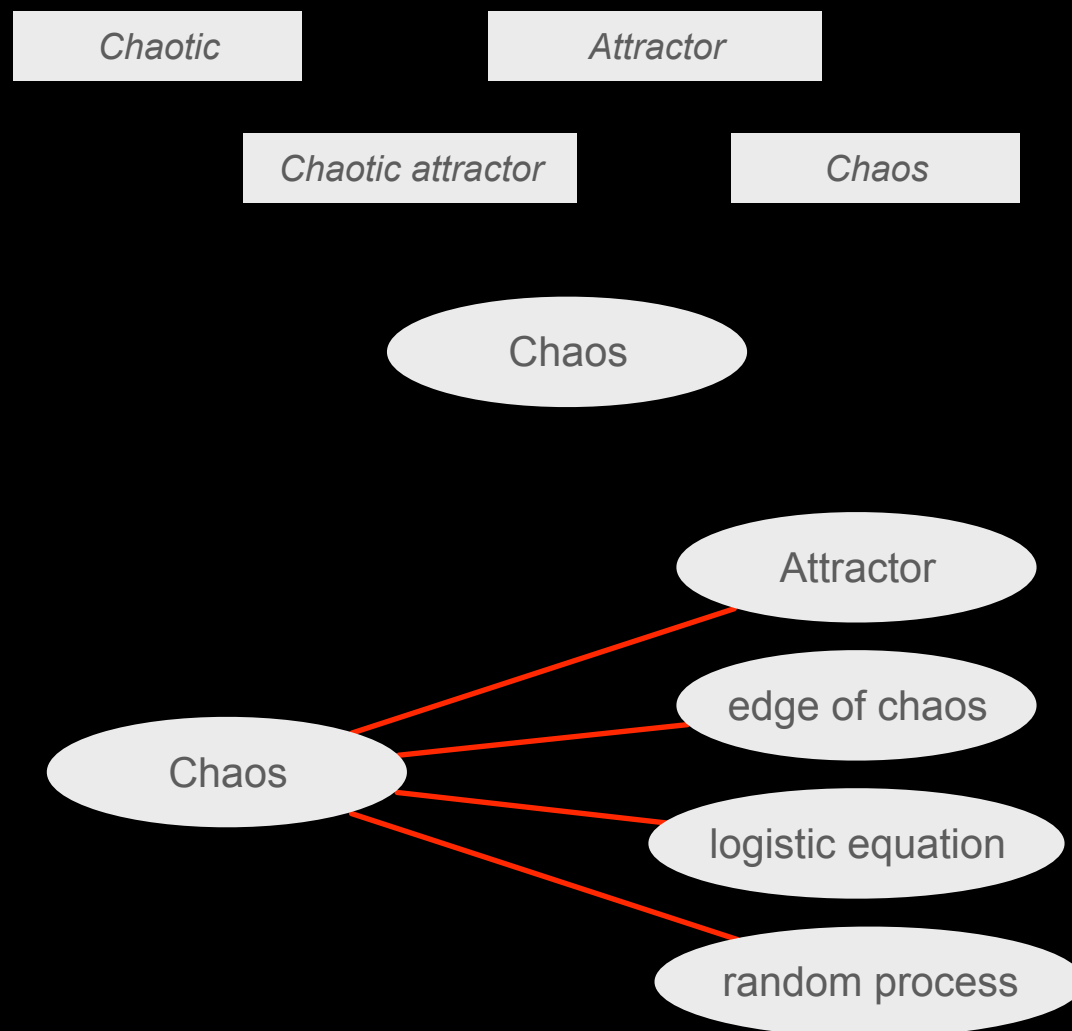 Chaotic
Attractor
Chaotic attractor
Chaos
Chaos
Attractor
edge of chaos
Chaos
logistic equation
random process